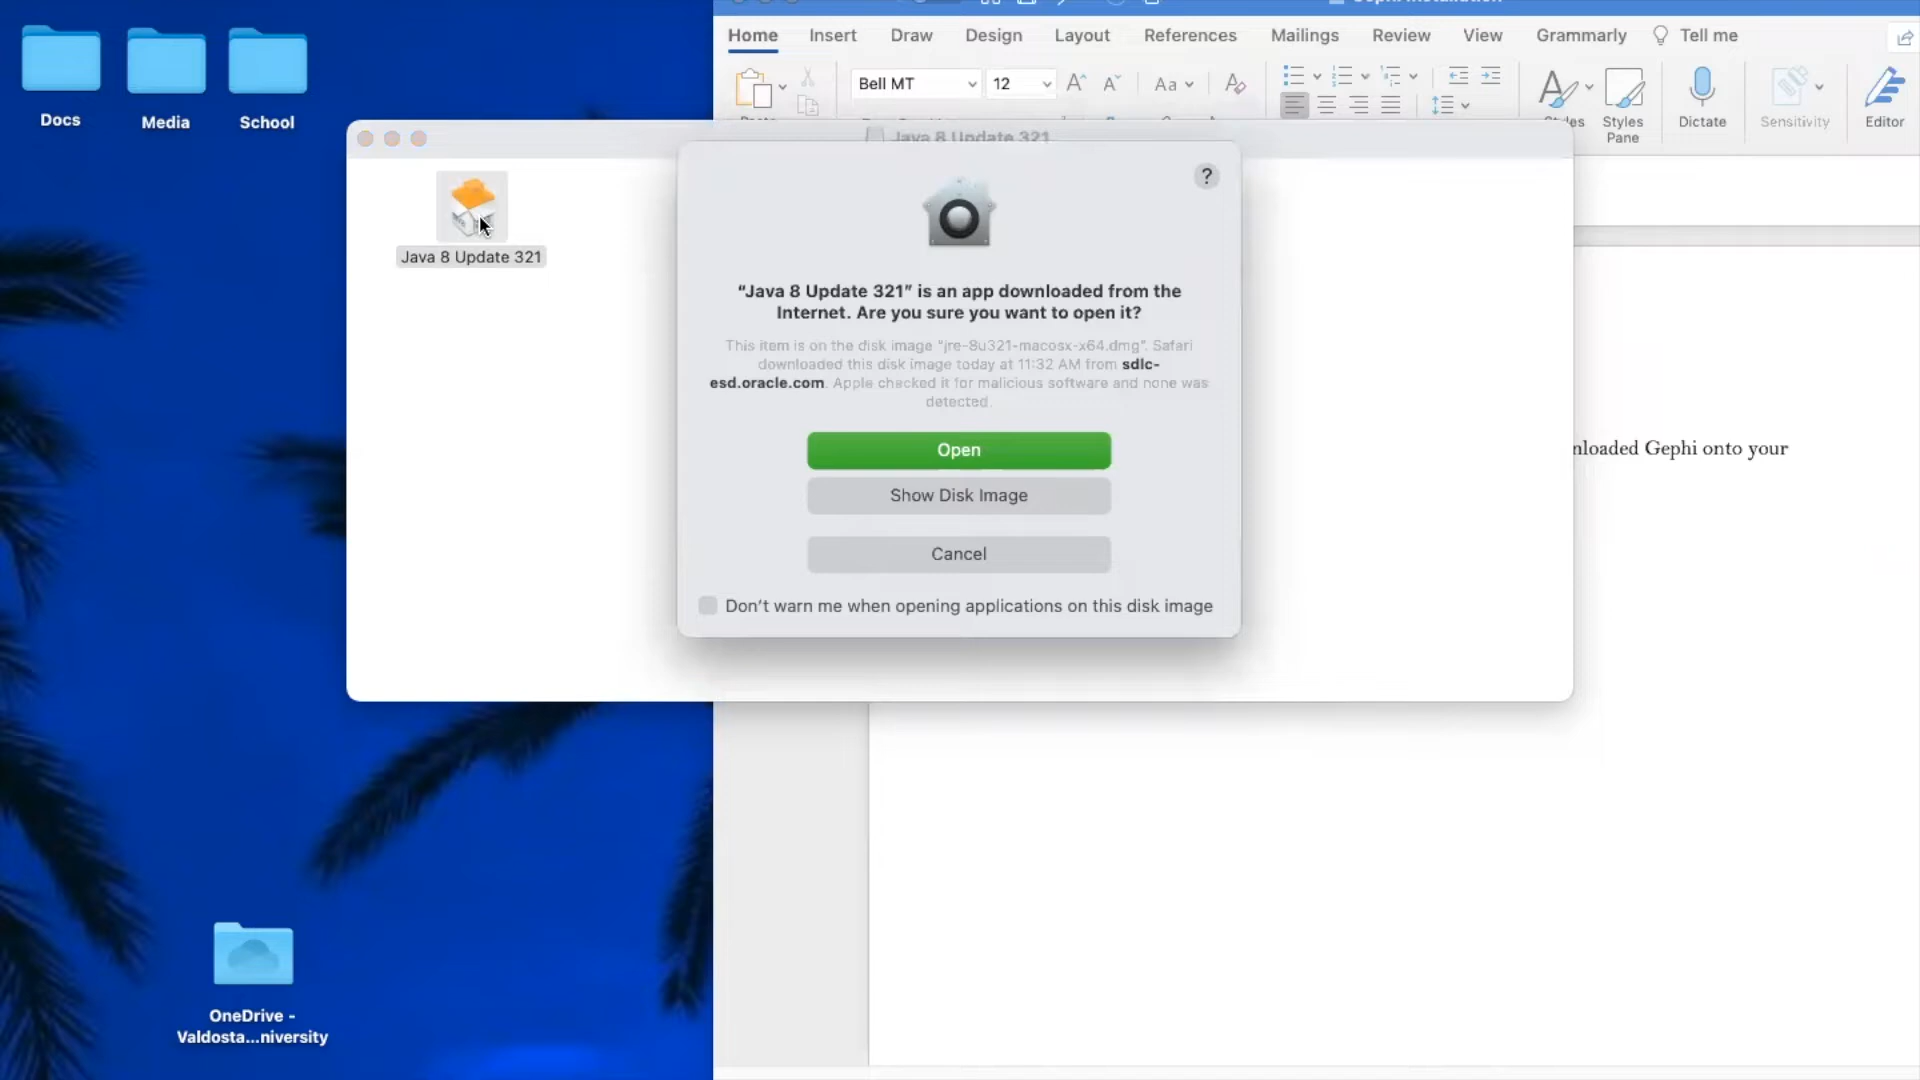 Docs
Media
School
Home
Insert
Draw
Design
Layout
References
Mailings
Review
View
Grammarly
Tell me
Bell MT
12
Aa
Styles
Pane
Dictate
Sensitivity
Editor
Java 8 Update 321
Java 8 Update 321
?
“Java 8 Update 321” is an app downloaded from the
Internet. Are you sure you want to open it?
This item is on the disk image “jre-8u321-macosx-x64.dmg”. Safari
downloaded this disk image today at 11:32 AM from sdlc-
esd.oracle.com. Apple checked it for malicious software and none was
detected.
Open
Show Disk Image
Cancel
Don’t warn me when opening applications on this disk image
Gephi onto your
OneDrive -
Valdosta...niversity